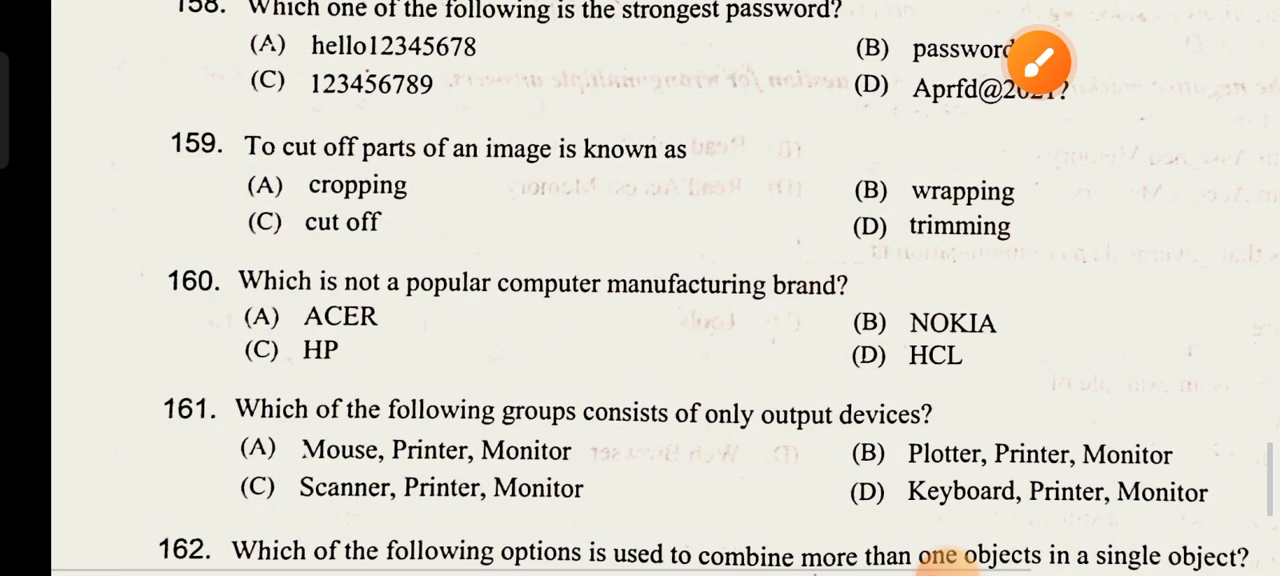 158. Which one of the following is the strongest password?
(A) hello12345678 (B) password
(C) 123456789 (D) Aprfd@2021?
159. To cut off parts of an image is known as
(A) cropping (B) wrapping
(C) cut off (D) trimming
160. Which is not a popular computer manufacturing brand?
(A) ACER (B) NOKIA
(C) HP (D) HCL
161. Which of the following groups consists of only output devices?
(A) Mouse, Printer, Monitor (B) Plotter, Printer, Monitor
(C) Scanner, Printer, Monitor (D) Keyboard, Printer, Monitor
162. Which of the following options is used to combine more than one objects in a single object?